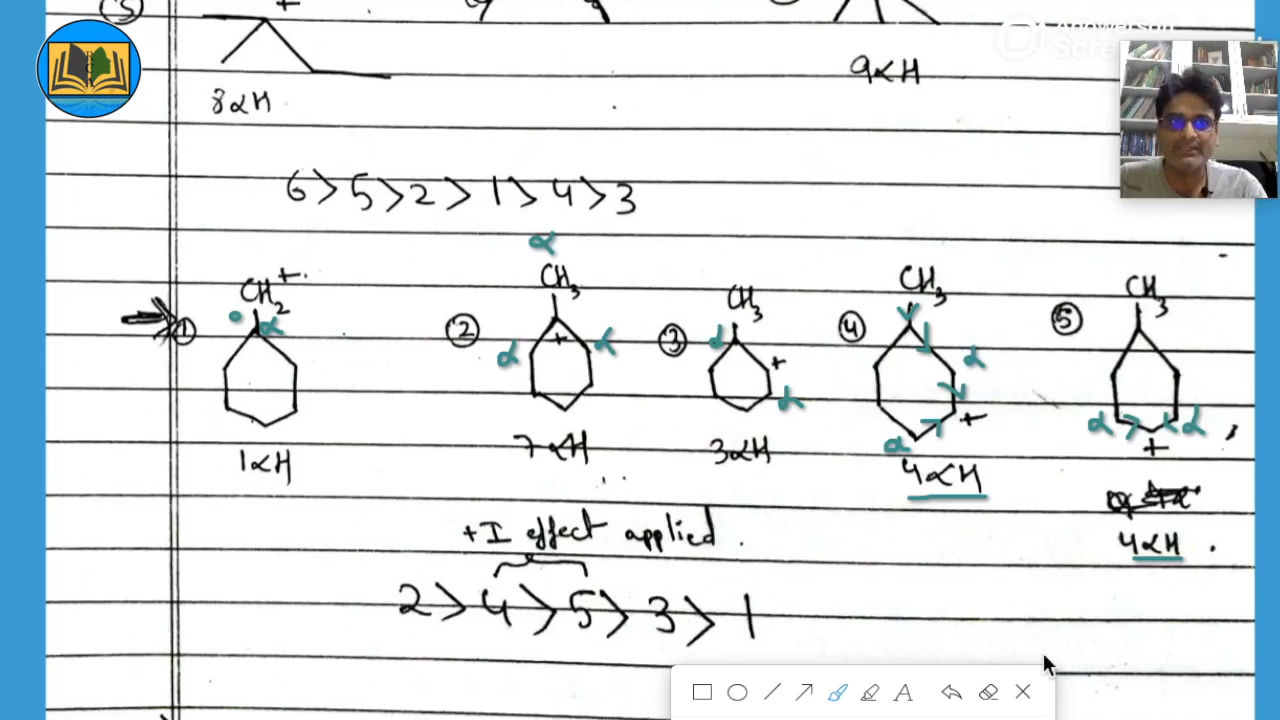 5 +
8αH
9αH
6>5>2>1>4>3
① CH2+ α
1αH
② α CH3 + α α
7αH
③ CH3 α + α
3αH
④ CH3 α + α
4αH
⑤ CH3 α α +
4αH
+I effect applied.
2>4>5>3>1
A